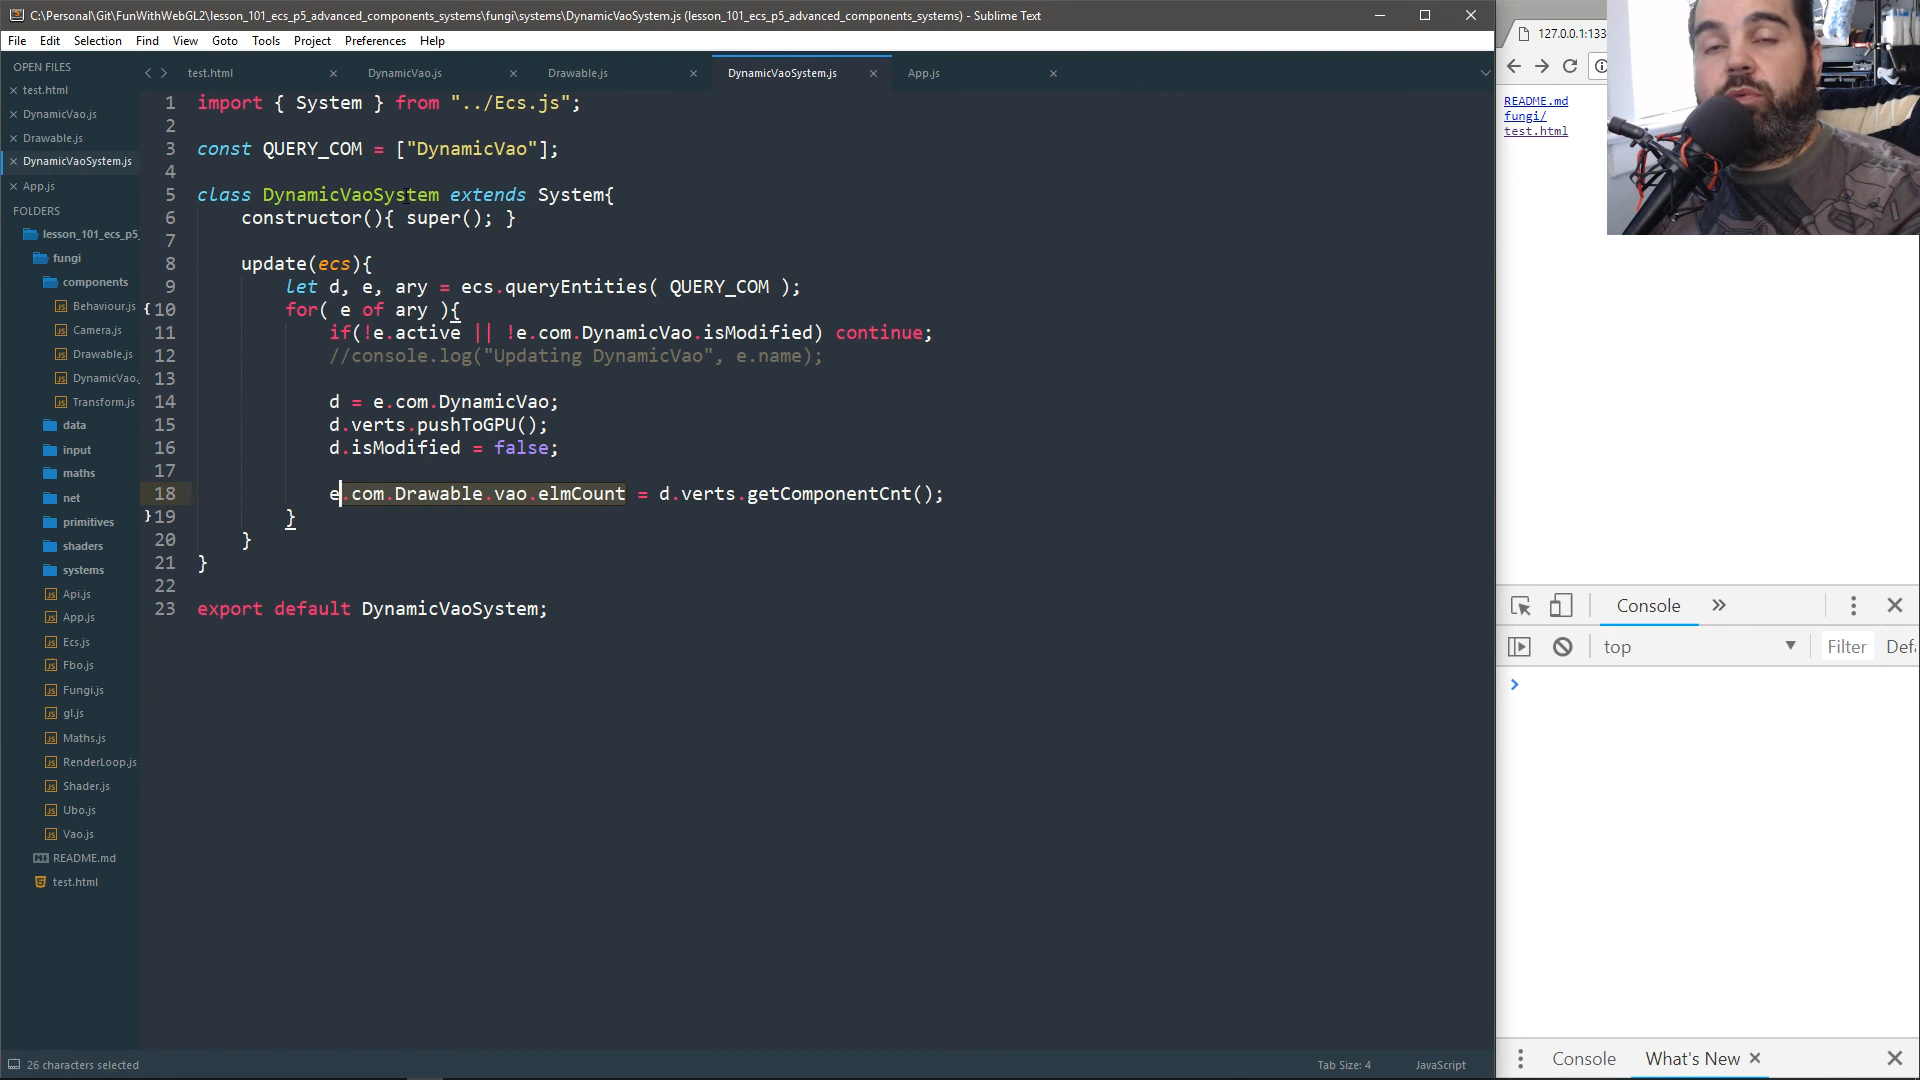 C:\Personal\Git\FunWithWebGL2\lesson_101_ecs_p5_advanced_components_systems\fungi\systems\DynamicVaoSystem.js (lesson_101_ecs_p5_advanced_components_systems) - Sublime Text
File Edit Selection Find View Goto Tools Project Preferences Help
OPEN FILES
test.html
DynamicVao.js
Drawable.js
DynamicVaoSystem.js
App.js
FOLDERS
lesson_101_ecs_p5_
fungi
components
Behaviour.js
Camera.js
Drawable.js
DynamicVao.
Transform.js
data
input
maths
net
primitives
shaders
systems
Api.js
App.js
Ecs.js
Fbo.js
Fungi.js
gl.js
Maths.js
RenderLoop.js
Shader.js
Ubo.js
Vao.js
README.md
test.html
test.html DynamicVao.js Drawable.js DynamicVaoSystem.js App.js
1 import { System } from "../Ecs.js";
2
3 const QUERY_COM = ["DynamicVao"];
4
5 class DynamicVaoSystem extends System{
6 constructor(){ super(); }
7
8 update(ecs){
9 let d, e, ary = ecs.queryEntities( QUERY_COM );
{10 for( e of ary ){
11 if(!e.active || !e.com.DynamicVao.isModified) continue;
12 //console.log("Updating DynamicVao", e.name);
13
14 d = e.com.DynamicVao;
15 d.verts.pushToGPU();
16 d.isModified = false;
17
18 e.com.Drawable.vao.elmCount = d.verts.getComponentCnt();
}19 }
20 }
21 }
22
23 export default DynamicVaoSystem;
26 characters selected
Tab Size: 4 JavaScript
127.0.0.1:133
README.md
fungi/
test.html
Console
top Filter Defa
Console What's New